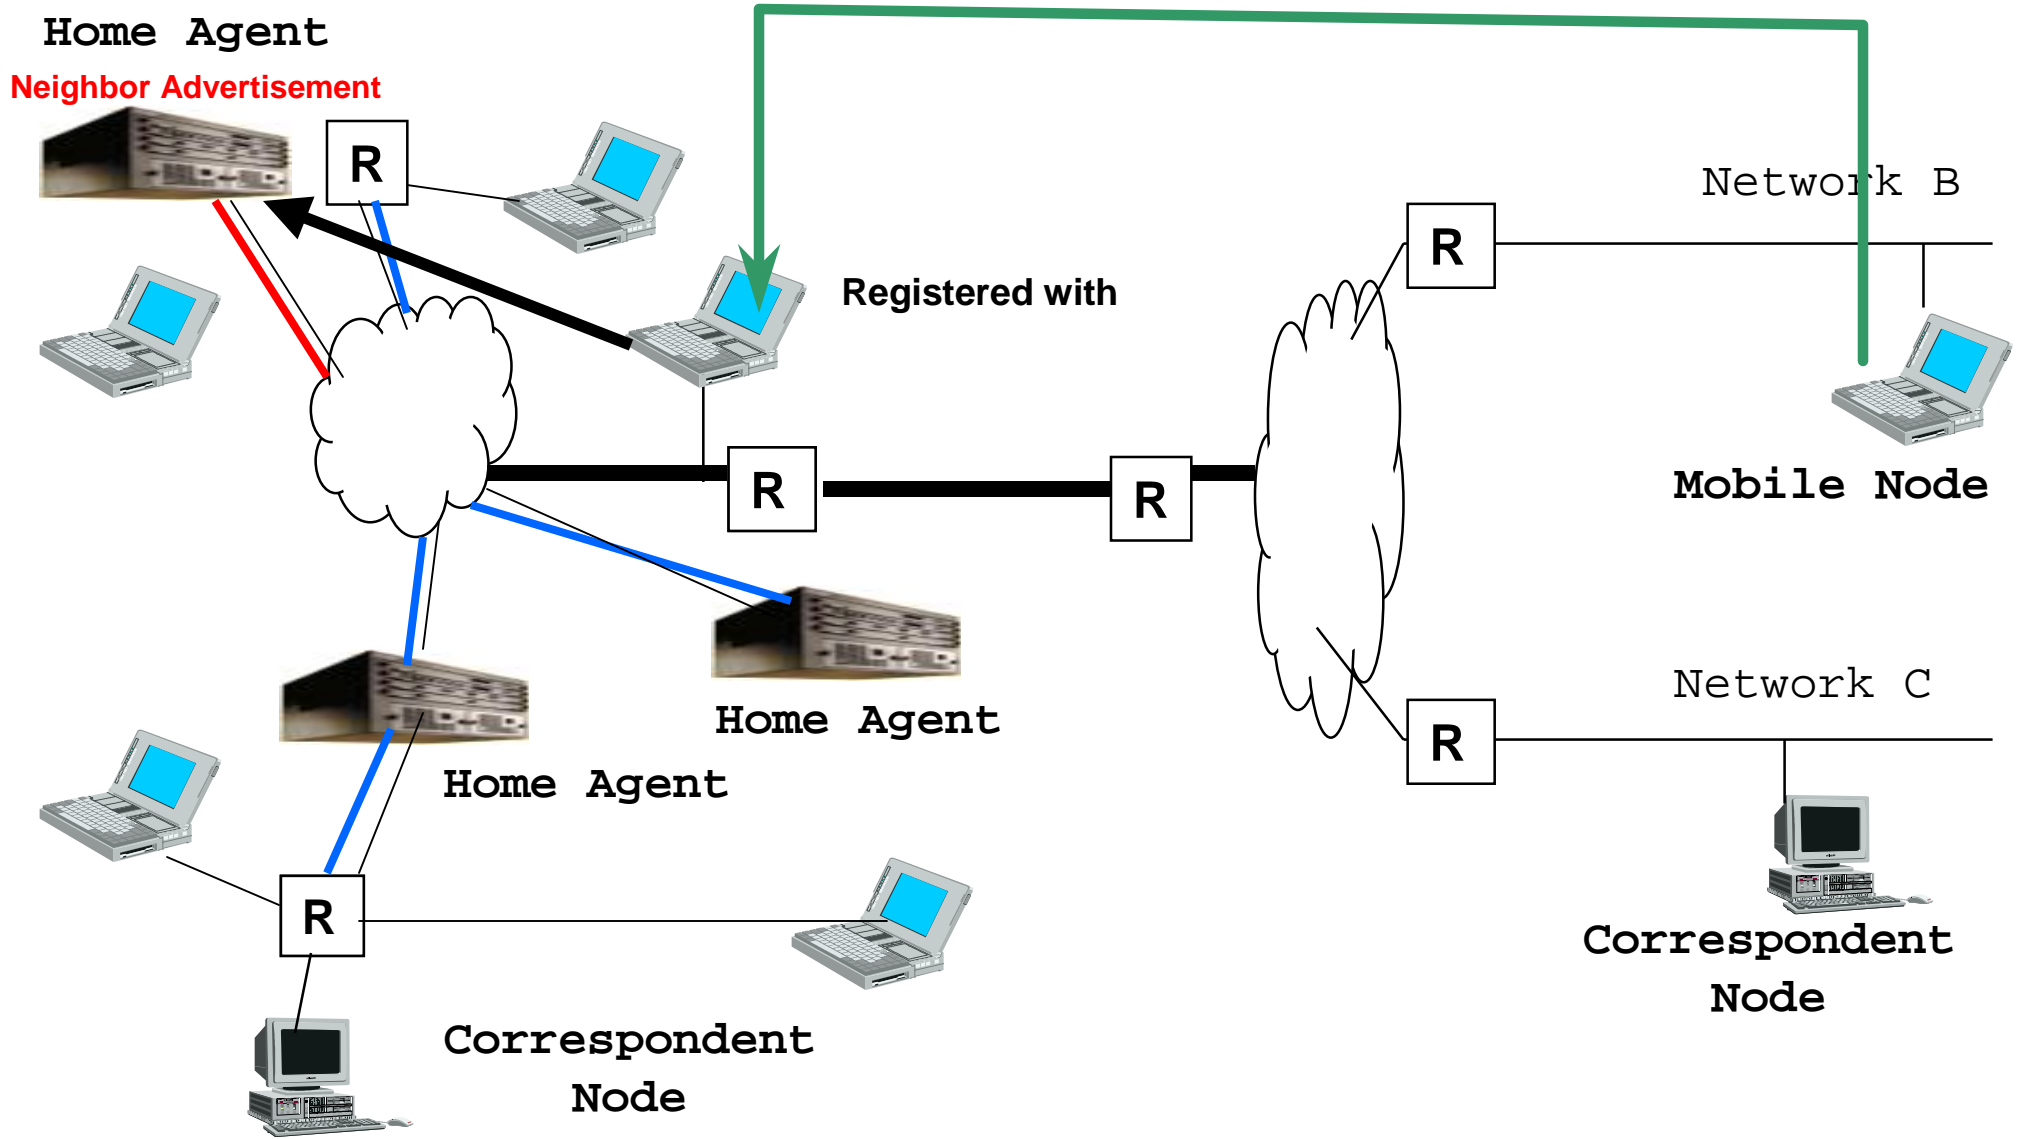 Home Agent
Neighbor Advertisement
R
Network B
R
Registered with
Mobile Node
R
R
Network C
Home Agent
R
Home Agent
R
Correspondent
Node
Correspondent
Node